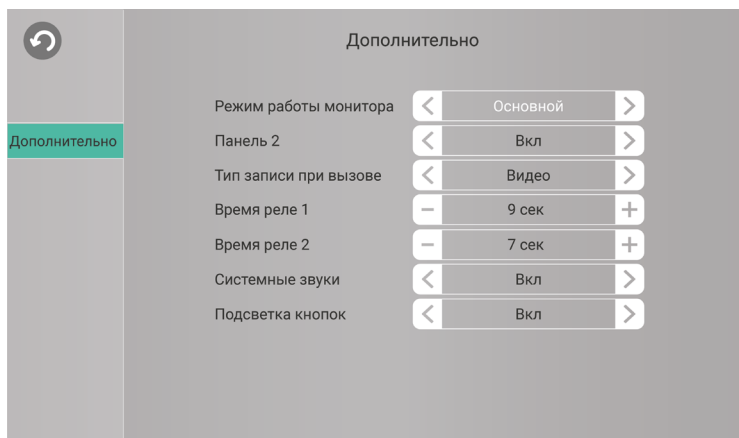 Дополнительно
Дополнительно
Режим работы монитора Основной
Панель 2 Вкл
Тип записи при вызове Видео
Время реле 1 − 9 сек +
Время реле 2 − 7 сек +
Системные звуки Вкл
Подсветка кнопок Вкл